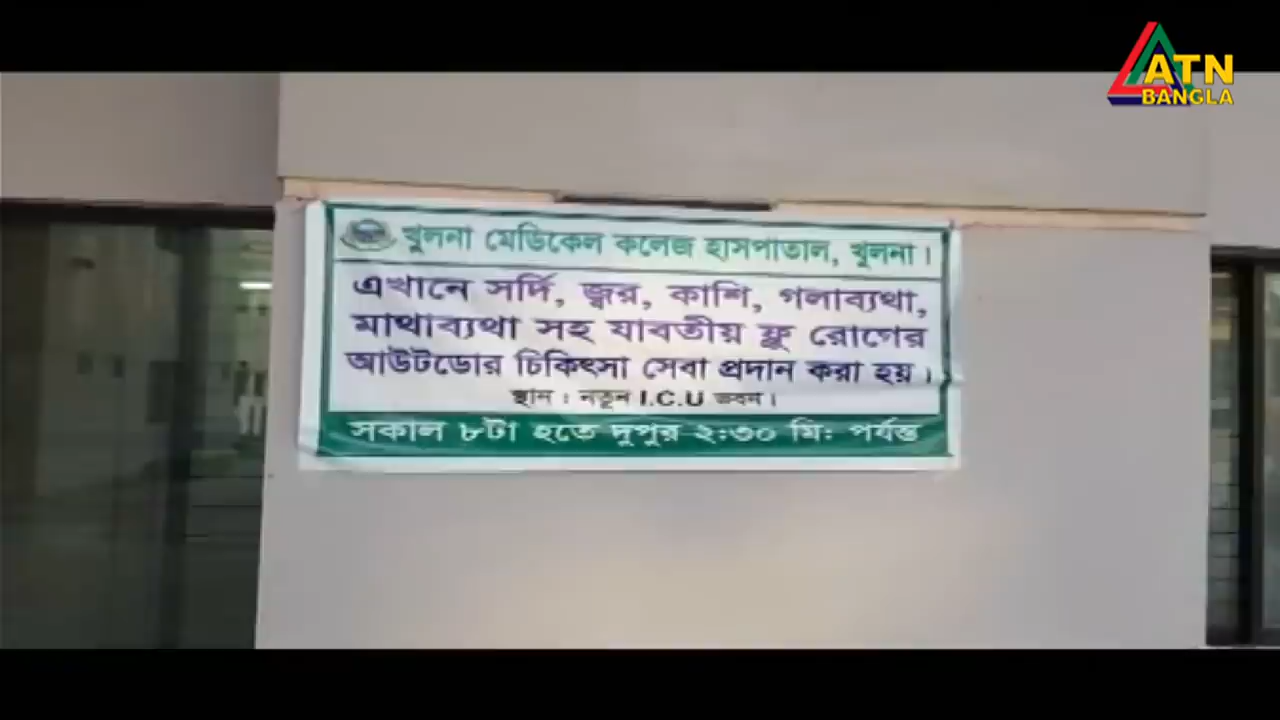 ATN
BANGLA
খুলনা মেডিকেল কলেজ হাসপাতাল, খুলনা।
এখানে সর্দি, জ্বর, কাশি, গলাব্যথা,
মাথাব্যথা সহ যাবতীয় ফ্লু রোগের
আউটডোর চিকিৎসা সেবা প্রদান করা হয়।
স্থান : নতুন I.C.U ভবন।
সকাল ৮টা হতে দুপুর ২:৩০ মি: পর্যন্ত